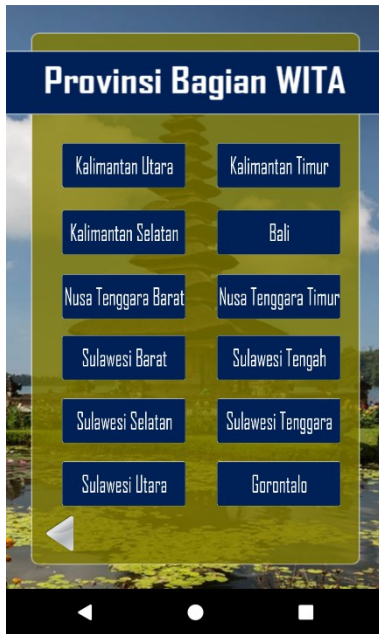 Provinsi Bagian WITA
Kalimantan Utara
Kalimantan Timur
Kalimantan Selatan
Bali
Nusa Tenggara Barat
Nusa Tenggara Timur
Sulawesi Barat
Sulawesi Tengah
Sulawesi Selatan
Sulawesi Tenggara
Sulawesi Utara
Gorontalo